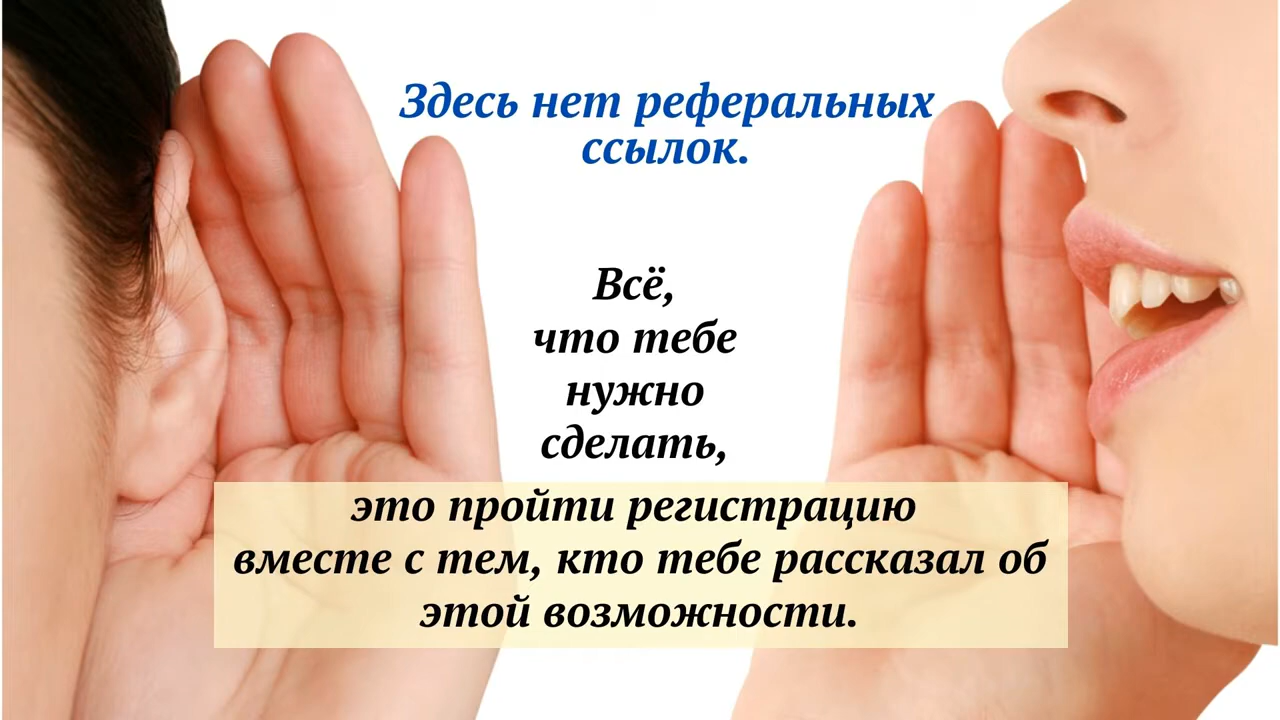 Здесь нет реферальных
ссылок.
Всё,
что тебе
нужно
сделать,
это пройти регистрацию
вместе с тем, кто тебе рассказал об
этой возможности.